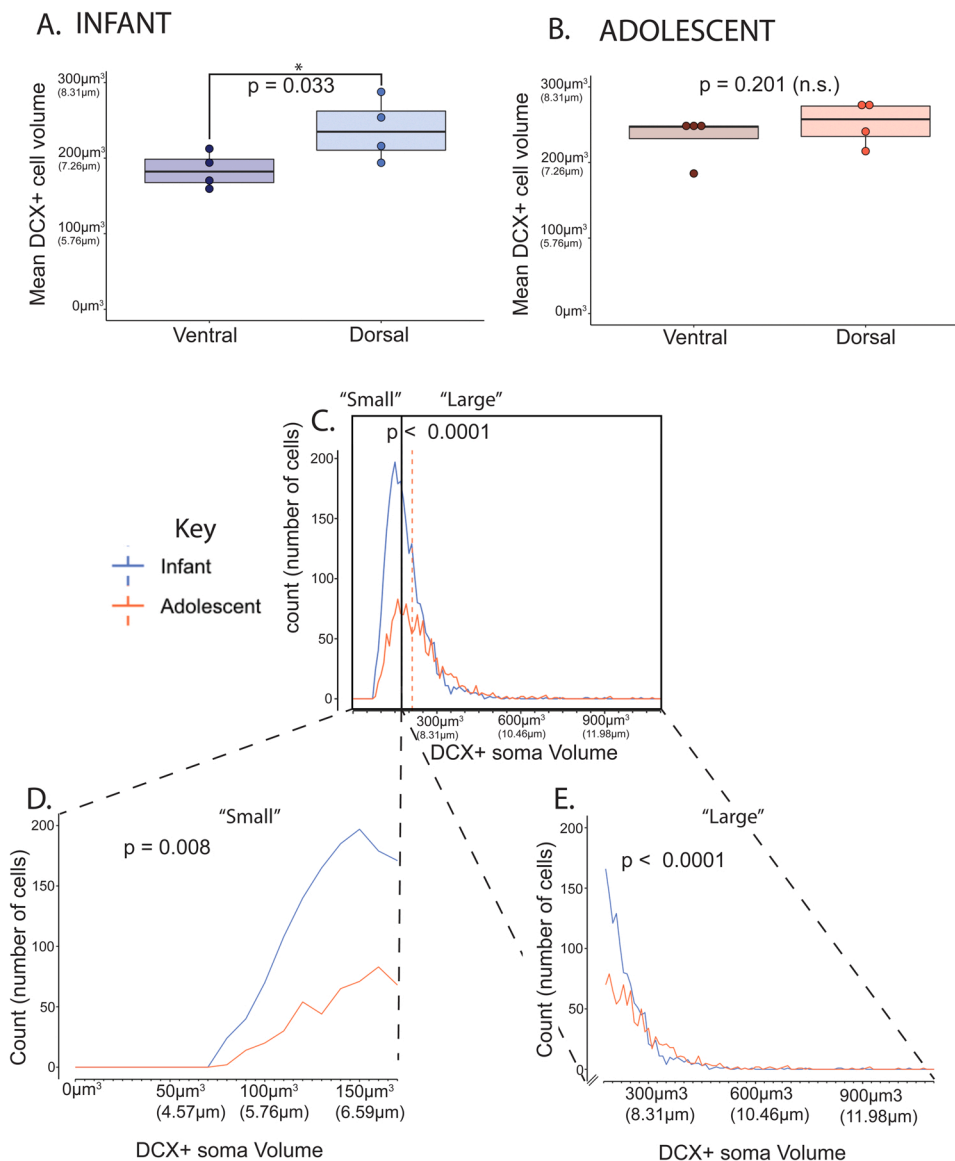 A. INFANT
B. ADOLESCENT
Mean DCX+ cell volume
300µm³
(8.31µm)
200µm³
(7.26µm)
100µm³
(5.76µm)
0µm³
*
p = 0.033
Ventral
Dorsal
Mean DCX+ cell volume
300µm³
(8.31µm)
200µm³
(7.26µm)
100µm³
(5.76µm)
0µm³
p = 0.201 (n.s.)
Ventral
Dorsal
“Small”
“Large”
C.
p < 0.0001
count (number of cells)
200
150
100
50
0
300µm³
(8.31µm)
600µm³
(10.46µm)
900µm³
(11.98µm)
DCX+ soma Volume
Key
Infant
Adolescent
D.
“Small”
p = 0.008
Count (number of cells)
200
150
100
50
0
0µm³
50µm³
(4.57µm)
100µm³
(5.76µm)
150µm³
(6.59µm)
DCX+ soma Volume
E.
“Large”
p < 0.0001
Count (number of cells)
200
150
100
50
0
300µm3
(8.31µm)
600µm3
(10.46µm)
900µm3
(11.98µm)
DCX+ soma Volume